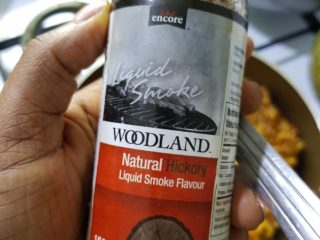 encore
Liquid
Smoke
WOODLAND
Natural Hickory
Liquid Smoke Flavour